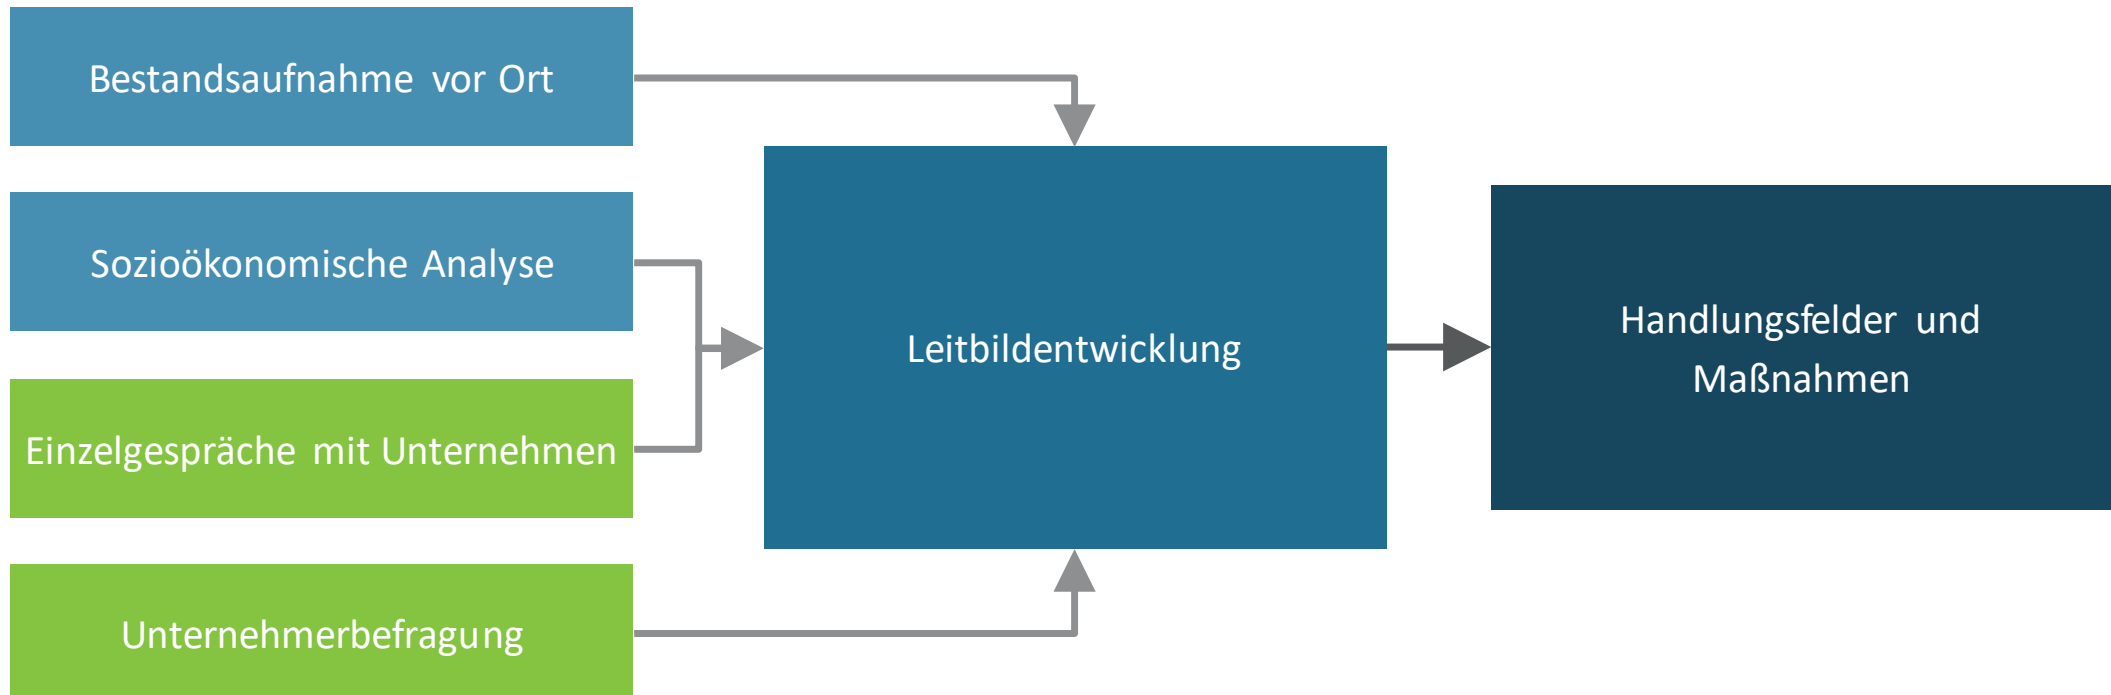 Bestandsaufnahme vor Ort
Sozioökonomische Analyse
Einzelgespräche mit Unternehmen
Unternehmerbefragung
Leitbildentwicklung
Handlungsfelder und
Maßnahmen